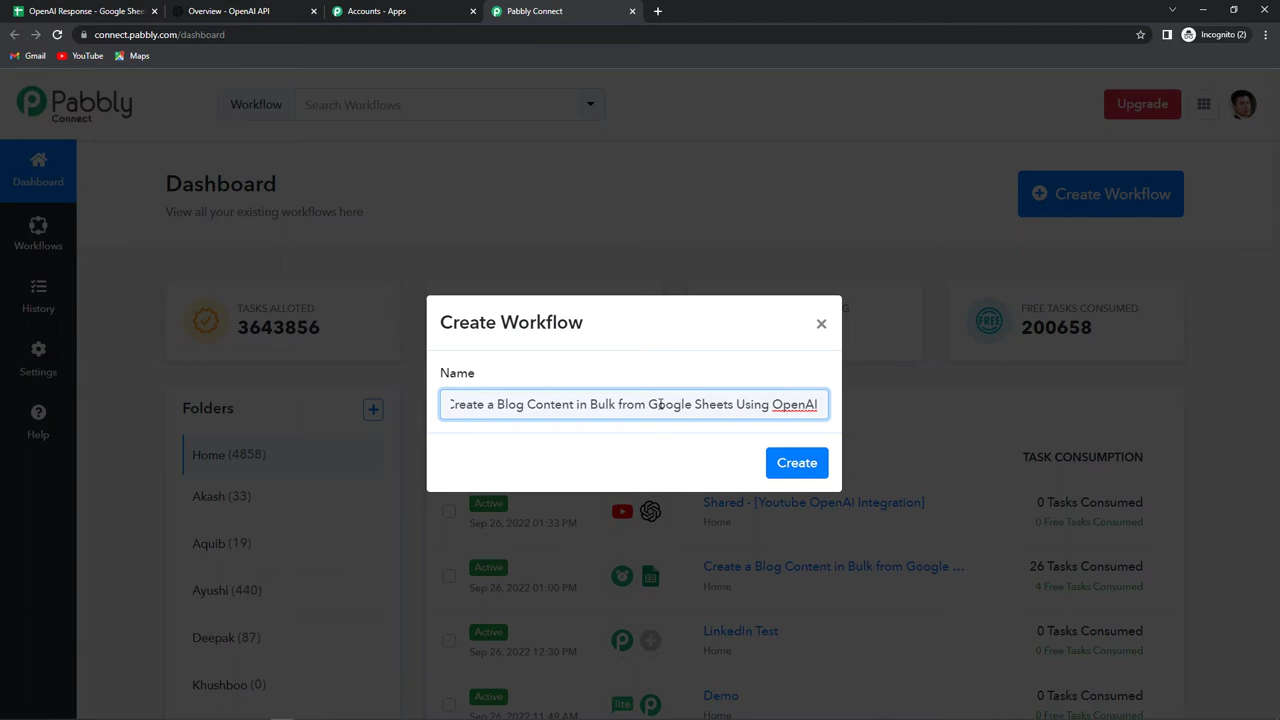 OpenAI Response - Google Shee
Overview - OpenAI API
Accounts - Apps
Pabbly Connect
connect.pabbly.com/dashboard
Incognito (2)
Gmail
YouTube
Maps
Pabbly
Connect
Workflow
Search Workflows
Upgrade
Dashboard
Dashboard
View all your existing workflows here
Create Workflow
Workflows
History
Settings
Help
TASKS ALLOTED
3643856
FREE TASKS CONSUMED
200658
Create Workflow
×
Name
Create a Blog Content in Bulk from Google Sheets Using OpenAI
Create
Folders
Home (4858)
Akash (33)
Aquib (19)
Ayushi (440)
Deepak (87)
Khushboo (0)
TASK CONSUMPTION
Active
Sep 26, 2022 01:33 PM
Shared - [Youtube OpenAI Integration]
Home
0 Tasks Consumed
0 Free Tasks Consumed
Active
Sep 26, 2022 01:00 PM
Create a Blog Content in Bulk from Google ...
Home
26 Tasks Consumed
4 Free Tasks Consumed
Active
Sep 26, 2022 12:30 PM
LinkedIn Test
Home
0 Tasks Consumed
0 Free Tasks Consumed
Active
Sep 26, 2022 11:49 AM
lite
Demo
Home
0 Tasks Consumed
0 Free Tasks Consumed